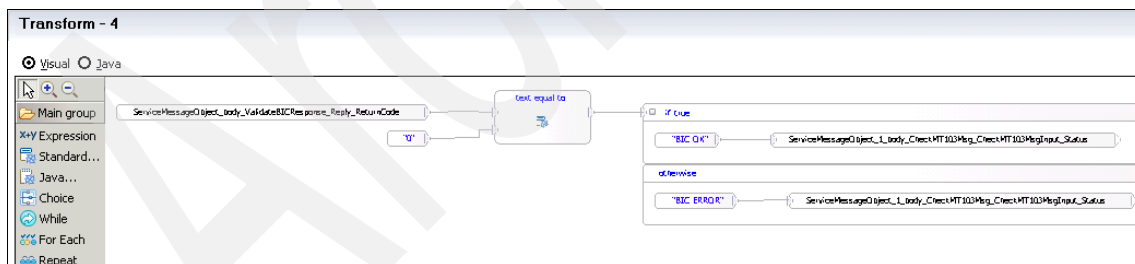 Transform - 4
Visual Java
Main group
X+Y Expression
Standard...
Java...
Choice
While
For Each
Repeat
ServiceMessageObject_body_ValidateBICResponse_Reply_ReturnCode
"0"
text equal to
if true
"BIC OK" ServiceMessageObject_1_body_CheckMT103Msg_CheckMT103MsgInput_Status
otherwise
"BIC ERROR" ServiceMessageObject_1_body_CheckMT103Msg_CheckMT103MsgInput_Status